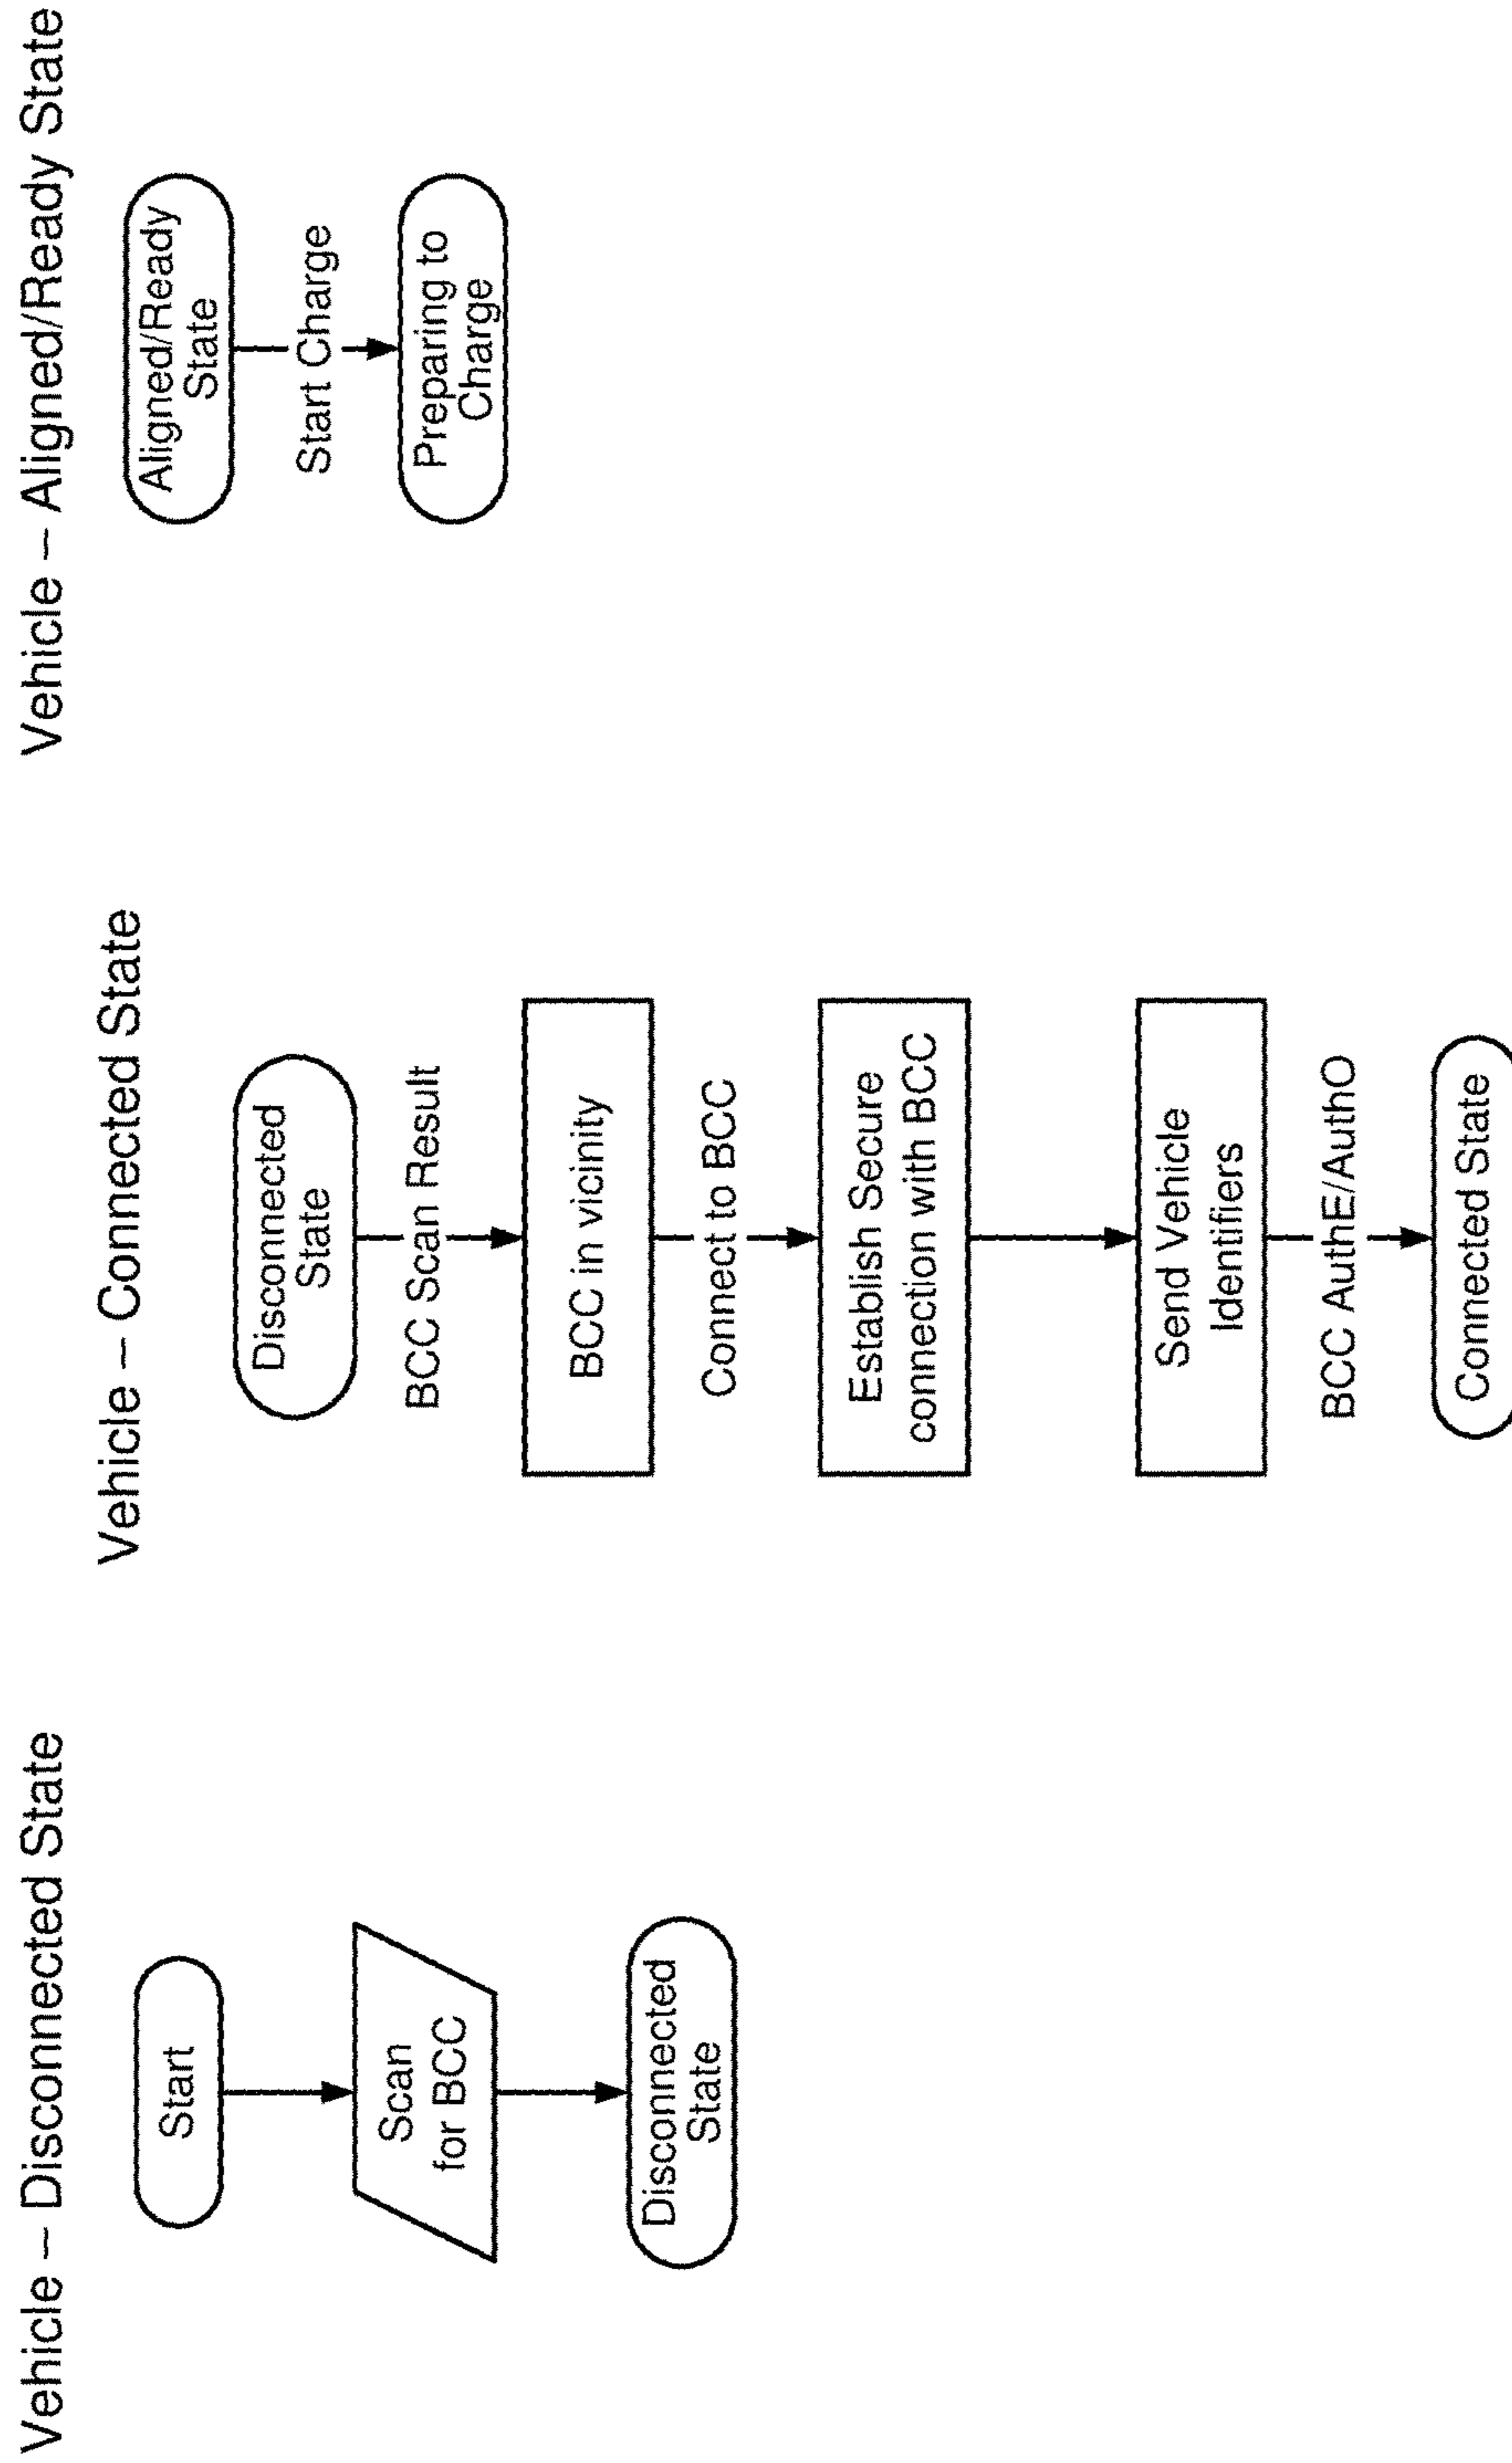 Vehicle – Disconnected State
Start
Scan
for BCC
Disconnected
State
Vehicle – Connected State
Disconnected
State
BCC Scan Result
BCC in vicinity
Connect to BCC
Establish Secure
connection with BCC
Send Vehicle
Identifiers
BCC AuthE/AuthO
Connected State
Vehicle – Aligned/Ready State
Aligned/Ready
State
Start Charge
Preparing to
Charge